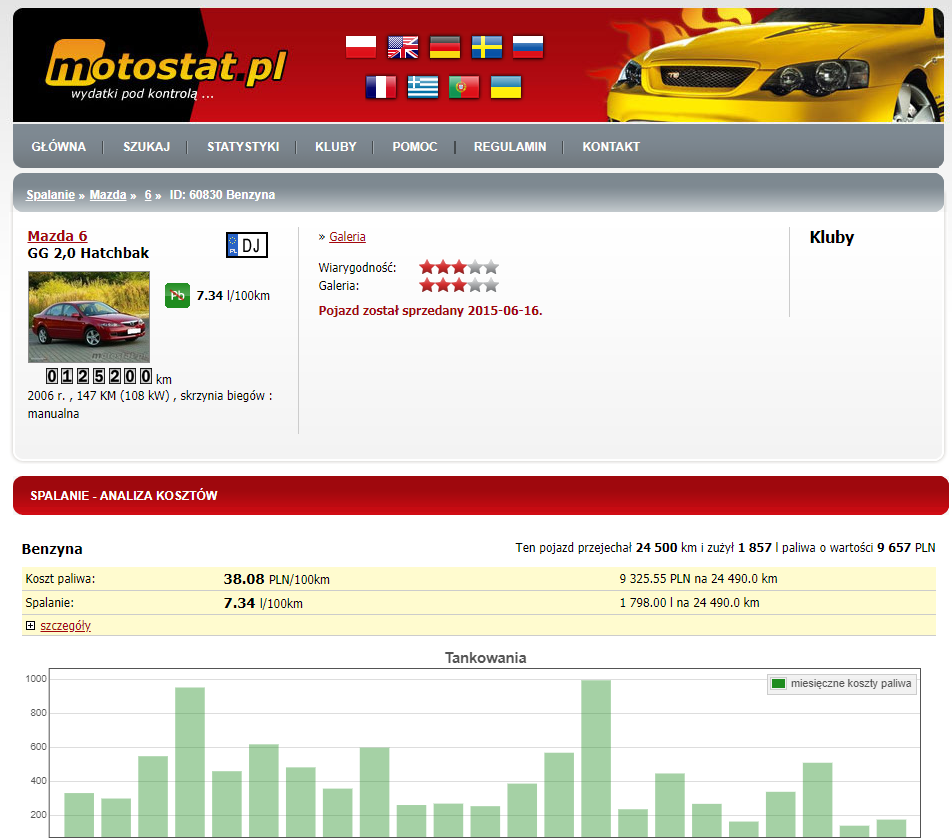 motostat.pl
wydatki pod kontrolą ...
GŁÓWNA SZUKAJ STATYSTYKI KLUBY POMOC REGULAMIN KONTAKT
Spalanie » Mazda » 6 » ID: 60830 Benzyna
Mazda 6
GG 2,0 Hatchbak
PL DJ
Pb 7.34 l/100km
motostat.pl
0125200 km
2006 r. , 147 KM (108 kW) , skrzynia biegów :
manualna
» Galeria
Wiarygodność:
Galeria:
Pojazd został sprzedany 2015-06-16.
Kluby
SPALANIE - ANALIZA KOSZTÓW
Benzyna
Ten pojazd przejechał 24 500 km i zużył 1 857 l paliwa o wartości 9 657 PLN
Koszt paliwa: 38.08 PLN/100km 9 325.55 PLN na 24 490.0 km
Spalanie: 7.34 l/100km 1 798.00 l na 24 490.0 km
szczegóły
Tankowania
miesięczne koszty paliwa
1000
800
600
400
200